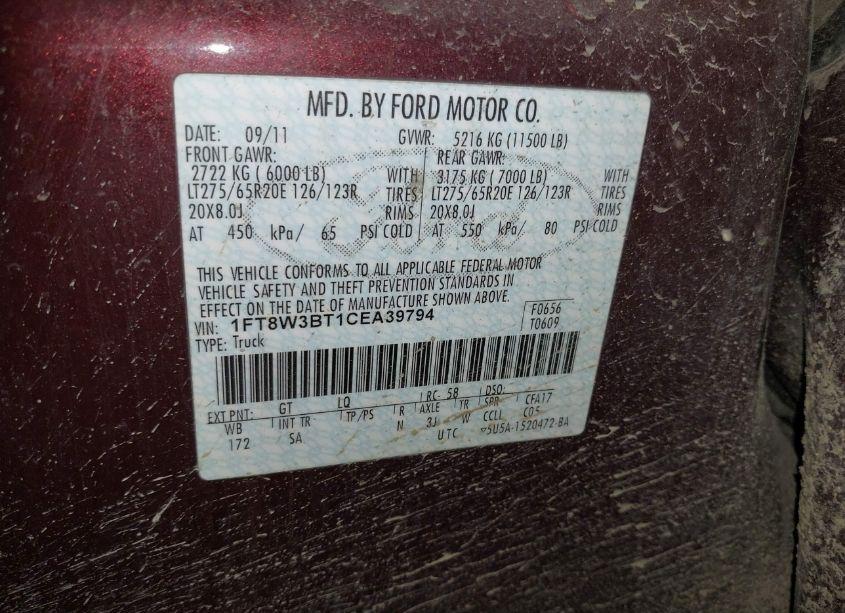 MFD. BY FORD MOTOR CO.
DATE: 09/11 GVWR: 5216 KG (11500 LB)
FRONT GAWR: REAR GAWR:
2722 KG ( 6000 LB) WITH 3175 KG ( 7000 LB) WITH
LT275/65R20E 126/123R TIRES LT275/65R20E 126/123R TIRES
20X8.0J RIMS 20X8.0J RIMS
AT 450 kPa/ 65 PSI COLD AT 550 kPa/ 80 PSI COLD
THIS VEHICLE CONFORMS TO ALL APPLICABLE FEDERAL MOTOR
VEHICLE SAFETY AND THEFT PREVENTION STANDARDS IN
EFFECT ON THE DATE OF MANUFACTURE SHOWN ABOVE.
VIN: 1FT8W3BT1CEA39794 F0656
TYPE: Truck T0609
EXT PNT: GT LQ RC: 58 DSO:
WB INT TR TP/PS R AXLE TR SPR CFA17
172 SA N 3J W CCLL C05
UTC 5U5A-1520472-BA
Ford